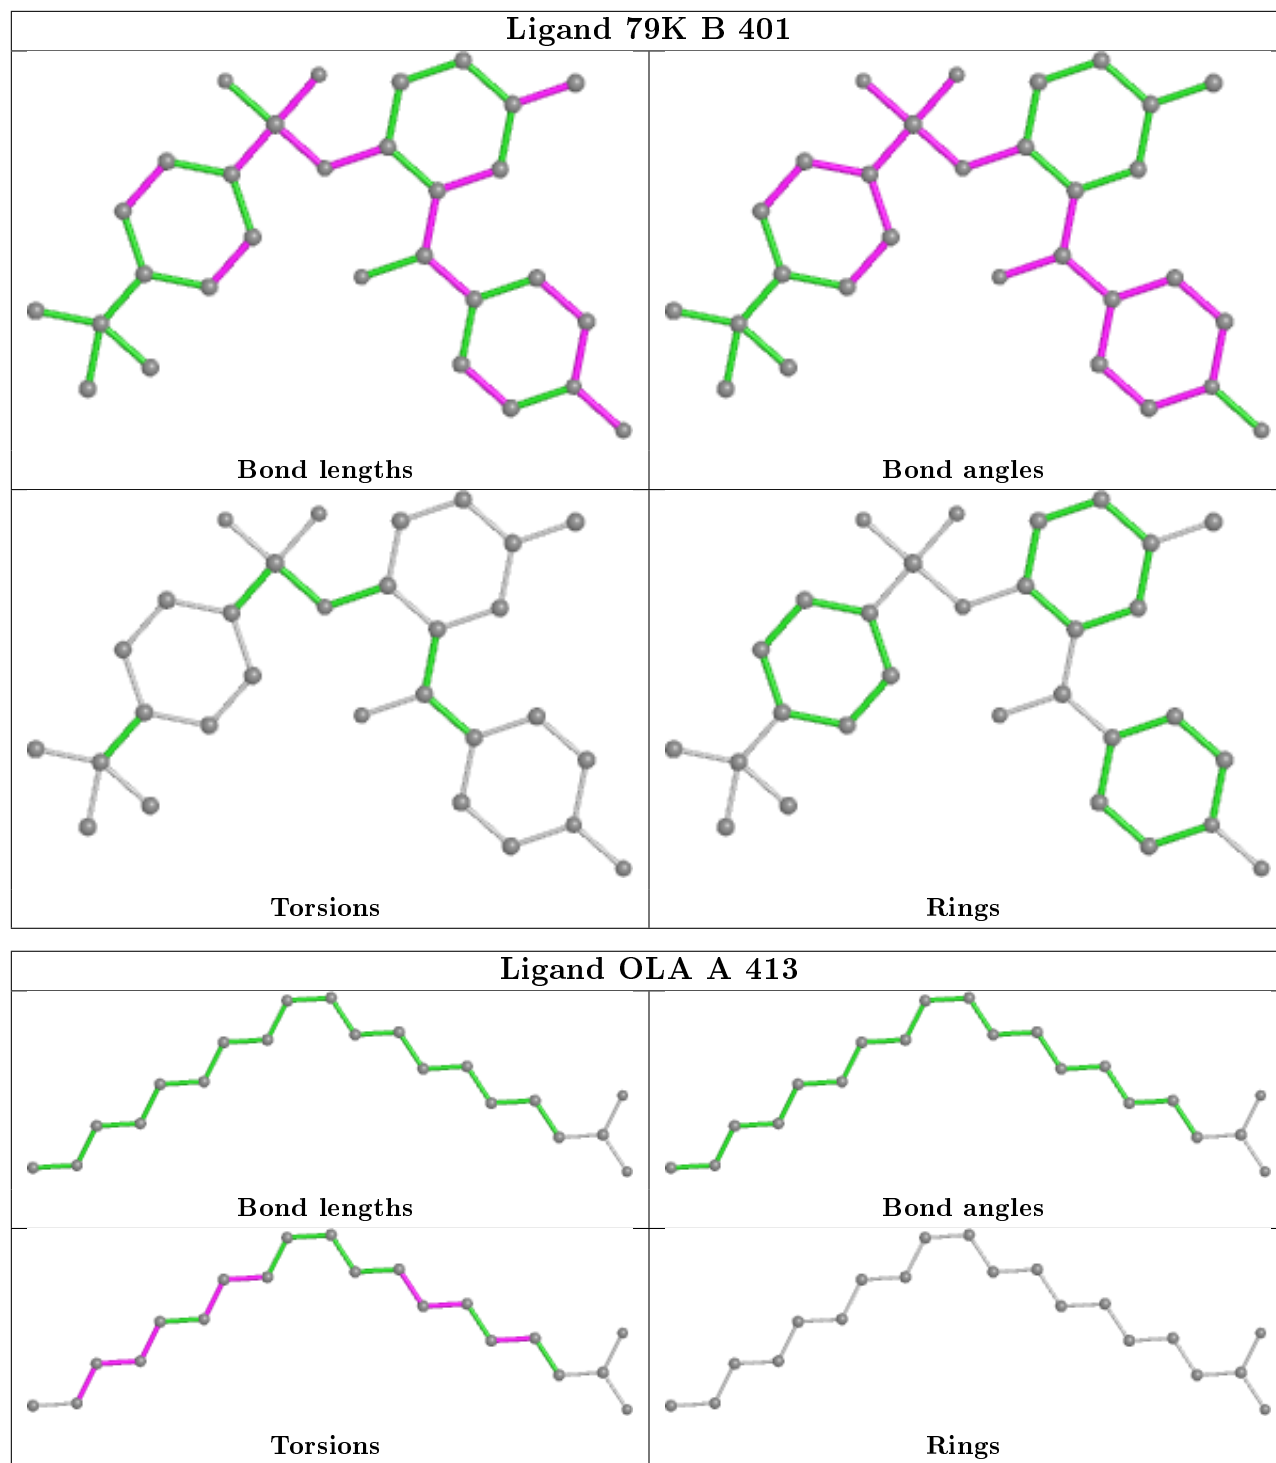 Ligand 79K B 401
Bond lengths
Bond angles
Torsions
Rings
Ligand OLA A 413
Bond lengths
Bond angles
Torsions
Rings